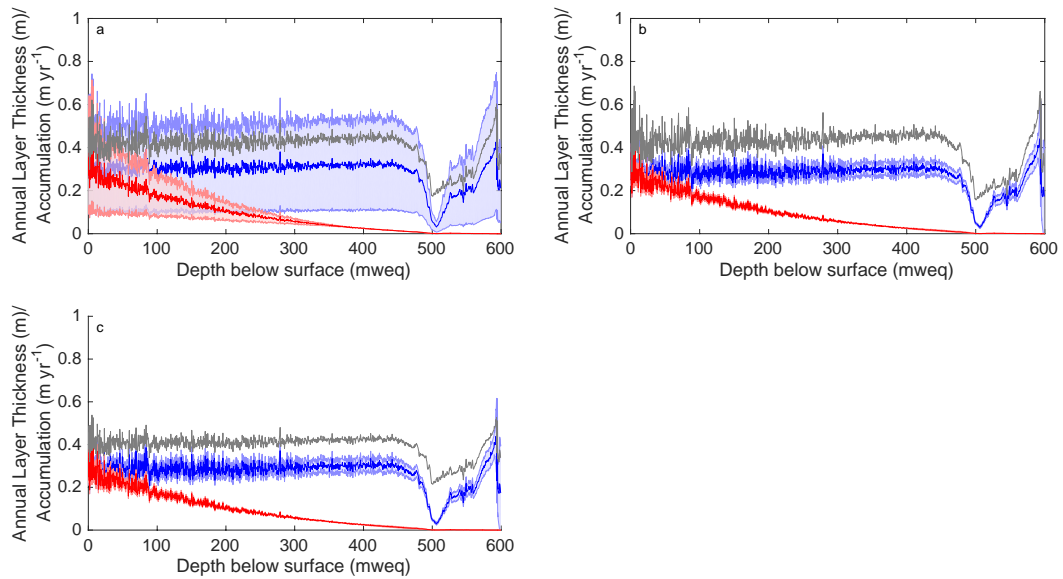 a
1
0.8
0.6
0.4
0.2
0
0 100 200 300 400 500 600
Depth below surface (mweq)
Annual Layer Thickness (m)/
Accumulation (m yr-1)
b
1
0.8
0.6
0.4
0.2
0
0 100 200 300 400 500 600
Depth below surface (mweq)
Annual Layer Thickness (m)/
Accumulation (m yr-1)
c
1
0.8
0.6
0.4
0.2
0
0 100 200 300 400 500 600
Depth below surface (mweq)
Annual Layer Thickness (m)/
Accumulation (m yr-1)